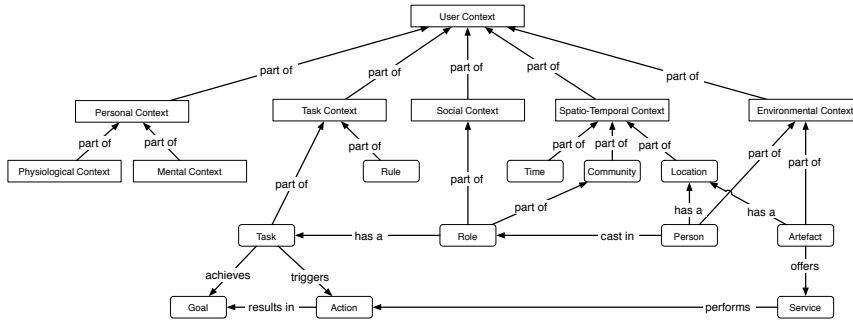 User Context
part of
part of
part of
part of
part of
Personal Context
Task Context
Social Context
Spatio-Temporal Context
Environmental Context
part of
part of
part of
part of
part of
part of
Physiological Context
Mental Context
Rule
Time
Community
Location
part of
part of
part of
part of
part of
has a
has a
Task
has a
Role
cast in
Person
Artefact
achieves
triggers
offers
Goal
results in
Action
performs
Service